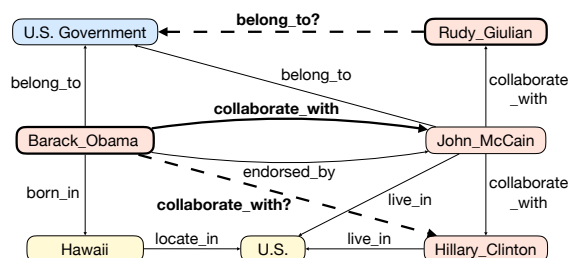 belong_to?
U.S. Government
Rudy_Giulian
belong_to
belong_to
collaborate
_with
collaborate_with
Barack_Obama
John_McCain
endorsed_by
born_in
collaborate_with?
live_in
collaborate
_with
Hawaii
locate_in
U.S.
live_in
Hillary_Clinton